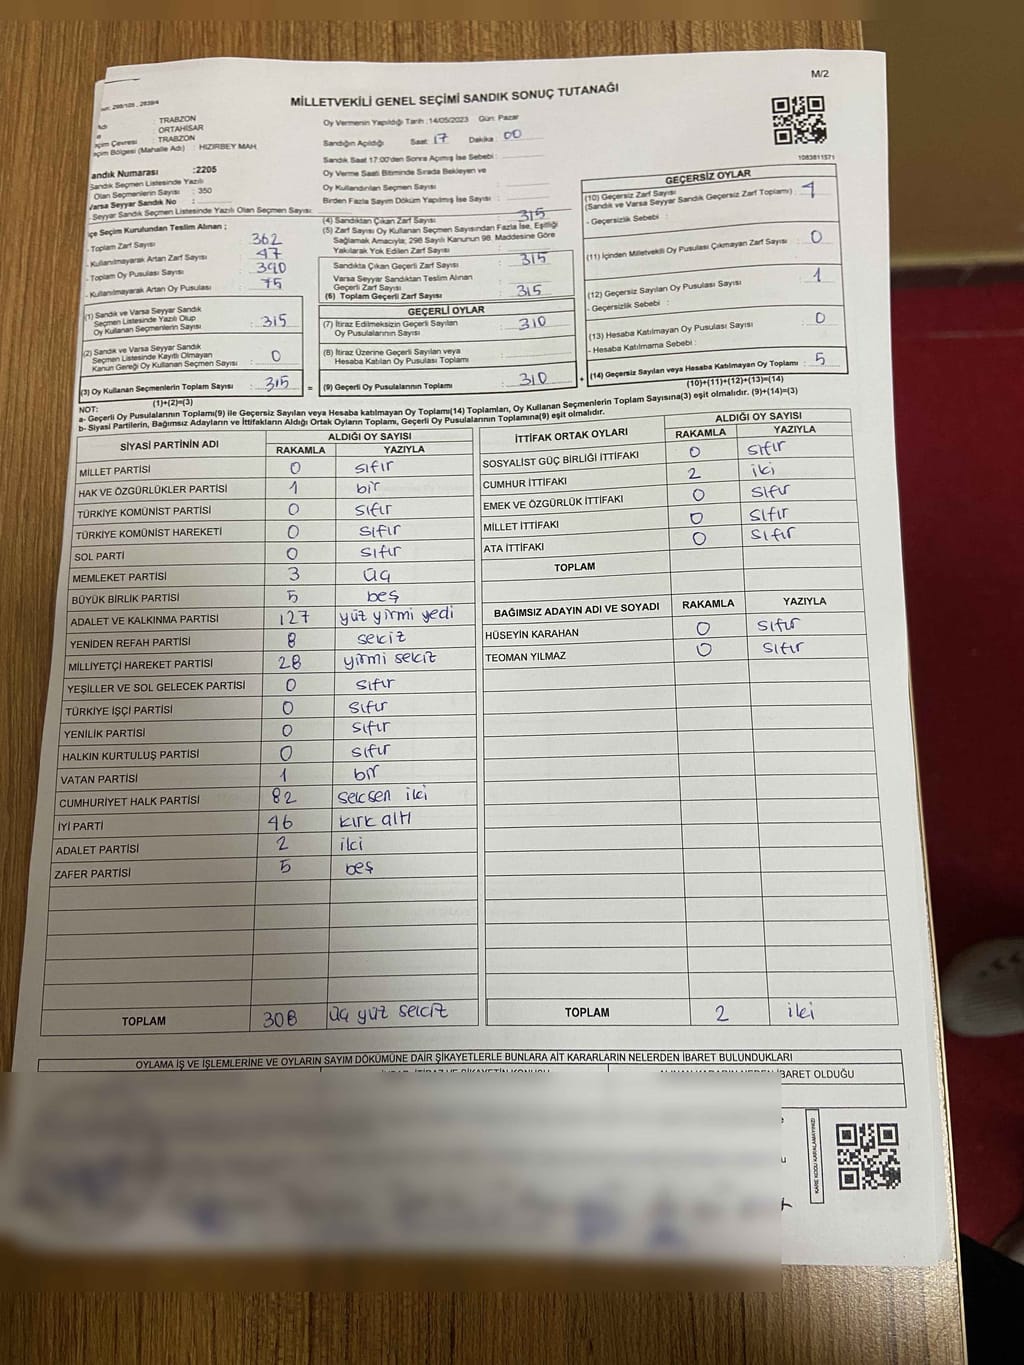 M/2
MİLLETVEKİLİ GENEL SEÇİMİ SANDIK SONUÇ TUTANAĞI
: TRABZON
: ORTAHİSAR
: TRABZON
Bölgesi (Mahalle Adı) : HIZIRBEY MAH
Sandık Numarası :2205
Sandık Seçmen Listesinde Yazılı
Olan Seçmenlerin Sayısı : 350
Varsa Seyyar Sandık No :
Seyyar Sandık Seçmen Listesinde Yazılı Olan Seçmen Sayısı:
Seçim Kurulundan Teslim Alınan ;
- Toplam Zarf Sayısı : 362
- Kullanılmayarak Artan Zarf Sayısı : 47
- Toplam Oy Pusulası Sayısı : 390
- Kullanılmayarak Artan Oy Pusulası : 75
(1) Sandık ve Varsa Seyyar Sandık
Seçmen Listesinde Yazılı Olup
Oy Kullanan Seçmenlerin Sayısı : 315
(2) Sandık ve Varsa Seyyar Sandık
Seçmen Listesinde Kayıtlı Olmayan
Kanun Gereği Oy Kullanan Seçmen Sayısı : 0
(3) Oy Kullanan Seçmenlerin Toplam Sayısı : 315 =
(1)+(2)=(3)
Oy Vermenin Yapıldığı Tarih :14/05/2023 Gün: Pazar
Sandığın Açıldığı Saat: 17 Dakika : 00
Sandık Saat 17:00'den Sonra Açımış İse Sebebi :
Oy Verme Saati Bitiminde Sırada Bekleyen ve
Oy Kullandırılan Seçmen Sayısı :
Birden Fazla Sayım Döküm Yapılmış İse Sayısı :
(4) Sandıktan Çıkan Zarf Sayısı : 315
(5) Zarf Sayısı Oy Kullanan Seçmen Sayısından Fazla İse, Eşitliği
Sağlamak Amacıyla; 298 Sayılı Kanunun 98. Maddesine Göre
Yakılarak Yok Edilen Zarf Sayısı :
Sandıkta Çıkan Geçerli Zarf Sayısı : 315
Varsa Seyyar Sandıktan Teslim Alınan
Geçerli Zarf Sayısı :
(6) Toplam Geçerli Zarf Sayısı : 315
GEÇERLİ OYLAR
(7) İtiraz Edilmeksizin Geçerli Sayılan
Oy Pusulalarının Sayısı : 310
(8) İtiraz Üzerine Geçerli Sayılan veya
Hesaba Katılan Oy Pusulası Toplamı :
(9) Geçerli Oy Pusulalarının Toplamı : 310 +
1083811571
GEÇERSİZ OYLAR
(10) Geçersiz Zarf Sayısı
(Sandık ve Varsa Seyyar Sandık Geçersiz Zarf Toplamı) : 4
- Geçersizlik Sebebi :
(11) İçinden Milletvekili Oy Pusulası Çıkmayan Zarf Sayısı : 0
(12) Geçersiz Sayılan Oy Pusulası Sayısı : 1
- Geçersizlik Sebebi :
(13) Hesaba Katılmayan Oy Pusulası Sayısı : 0
- Hesaba Katılmama Sebebi :
(14) Geçersiz Sayılan veya Hesaba Katılmayan Oy Toplamı : 5
(10)+(11)+(12)+(13)=(14)
NOT:
a- Geçerli Oy Pusulalarının Toplamı(9) ile Geçersiz Sayılan veya Hesaba katılmayan Oy Toplamı(14) Toplamları, Oy Kullanan Seçmenlerin Toplam Sayısına(3) eşit olmalıdır. (9)+(14)=(3)
b- Siyasi Partilerin, Bağımsız Adayların ve İttifakların Aldığı Ortak Oyların Toplamı, Geçerli Oy Pusulalarının Toplamına(9) eşit olmalıdır.
SİYASİ PARTİNİN ADI ALDIĞI OY SAYISI
RAKAMLA YAZIYLA
MİLLET PARTİSİ 0 sıfır
HAK VE ÖZGÜRLÜKLER PARTİSİ 1 bir
TÜRKİYE KOMÜNİST PARTİSİ 0 sıfır
TÜRKİYE KOMÜNİST HAREKETİ 0 sıfır
SOL PARTİ 0 sıfır
MEMLEKET PARTİSİ 3 üç
BÜYÜK BİRLİK PARTİSİ 5 beş
ADALET VE KALKINMA PARTİSİ 127 yüz yirmi yedi
YENİDEN REFAH PARTİSİ 8 sekiz
MİLLİYETÇİ HAREKET PARTİSİ 28 yirmi sekiz
YEŞİLLER VE SOL GELECEK PARTİSİ 0 sıfır
TÜRKİYE İŞÇİ PARTİSİ 0 sıfır
YENİLİK PARTİSİ 0 sıfır
HALKIN KURTULUŞ PARTİSİ 0 sıfır
VATAN PARTİSİ 1 bir
CUMHURİYET HALK PARTİSİ 82 seksen iki
İYİ PARTİ 46 kırk altı
ADALET PARTİSİ 2 iki
ZAFER PARTİSİ 5 beş
TOPLAM 308 üç yüz sekiz
İTTİFAK ORTAK OYLARI ALDIĞI OY SAYISI
RAKAMLA YAZIYLA
SOSYALİST GÜÇ BİRLİĞİ İTTİFAKI 0 sıfır
CUMHUR İTTİFAKI 2 iki
EMEK VE ÖZGÜRLÜK İTTİFAKI 0 sıfır
MİLLET İTTİFAKI 0 sıfır
ATA İTTİFAKI 0 sıfır
TOPLAM
BAĞIMSIZ ADAYIN ADI VE SOYADI RAKAMLA YAZIYLA
HÜSEYİN KARAHAN 0 sıfır
TEOMAN YILMAZ 0 sıfır
TOPLAM 2 iki
OYLAMA İŞ VE İŞLEMLERİNE VE OYLARIN SAYIM DÖKÜMÜNE DAİR ŞİKAYETLERLE BUNLARA AİT KARARLARIN NELERDEN İBARET BULUNDUKLARI
İBARET OLDUĞU
KARE KODU KARALAMAYINIZ!